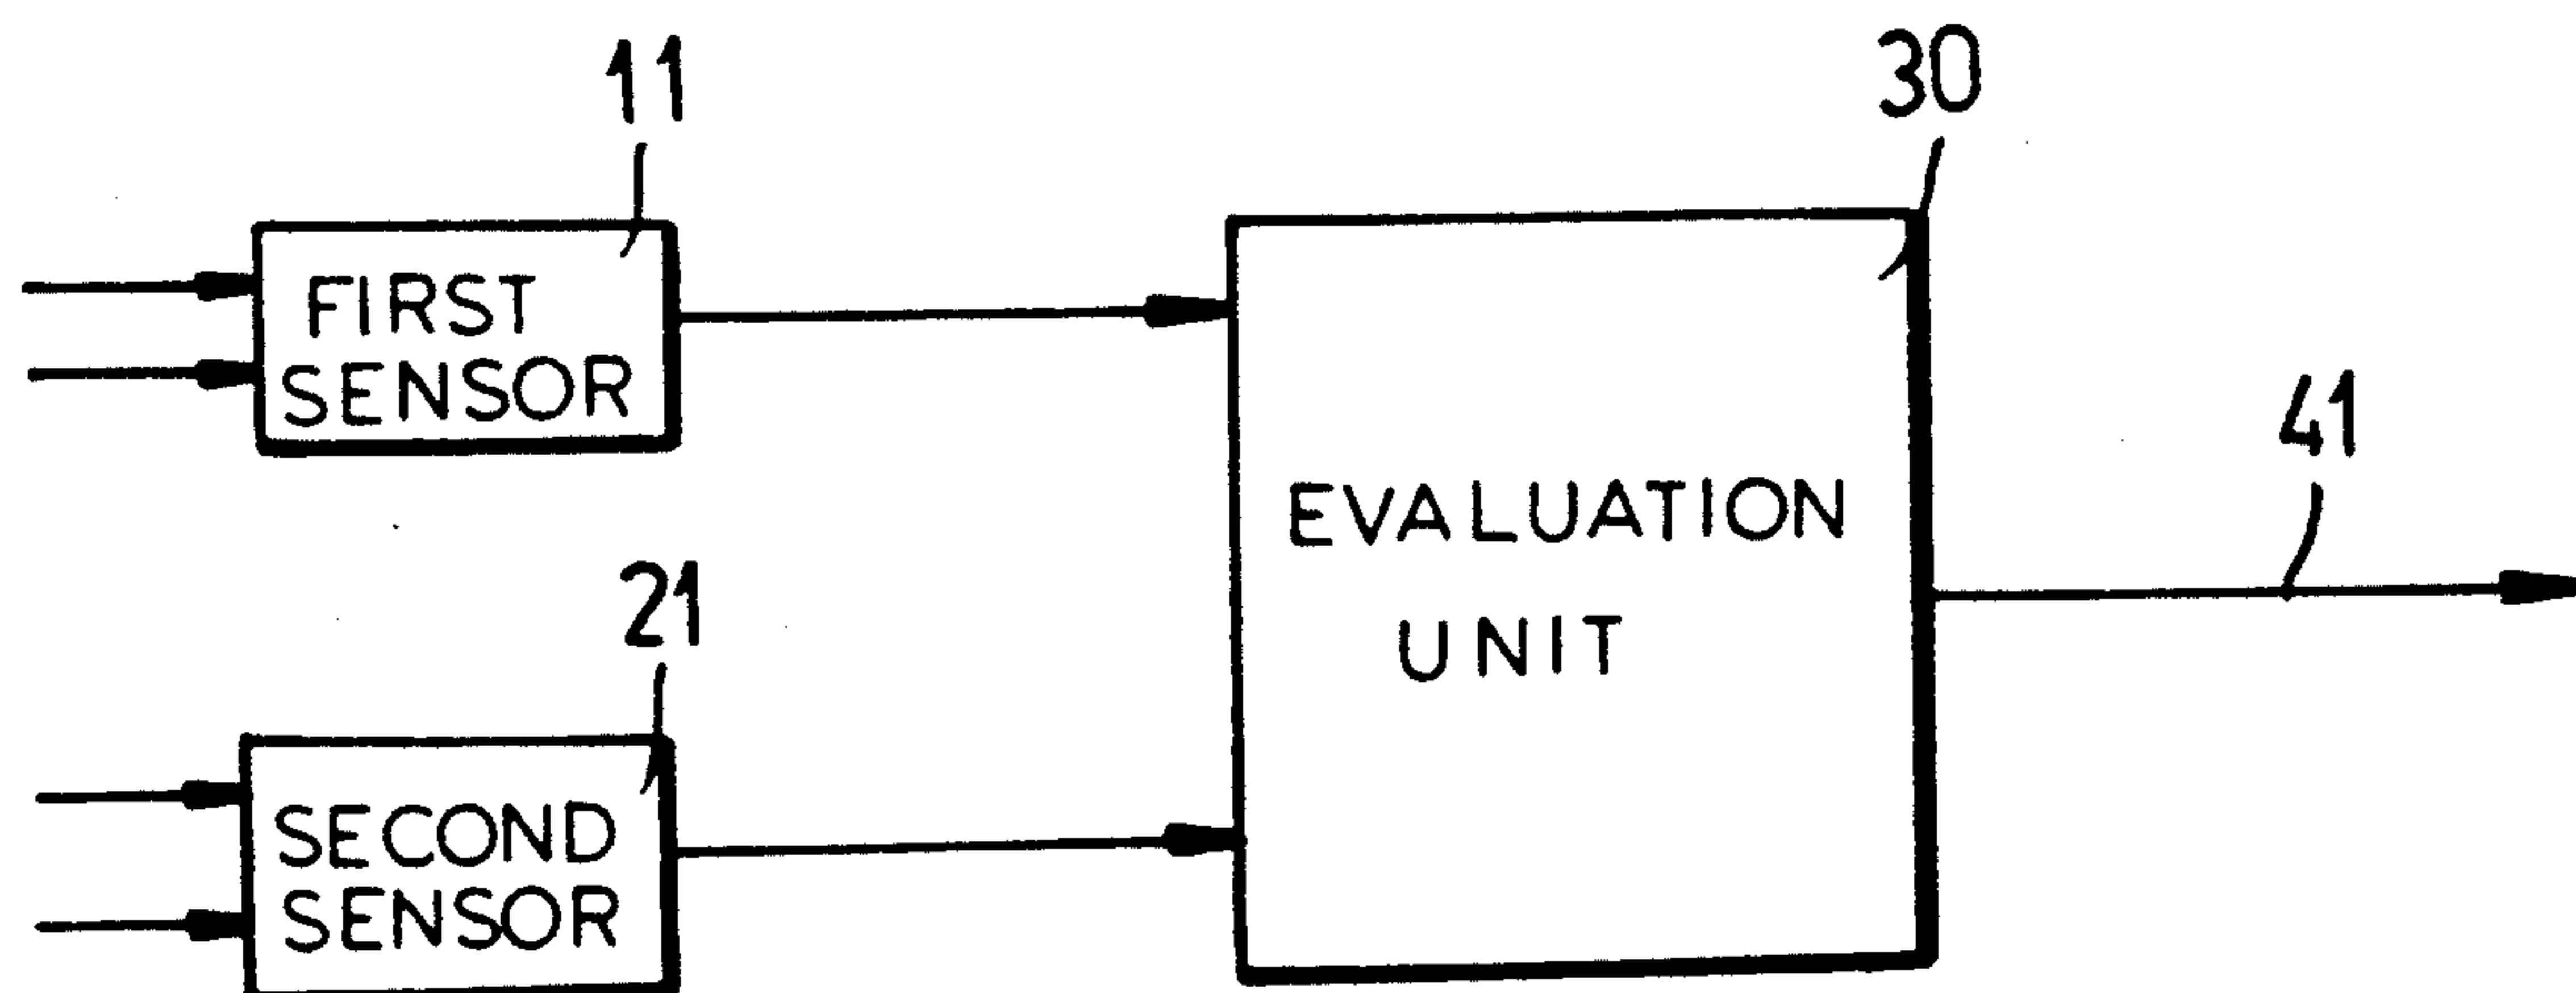 11
30
FIRST
SENSOR
41
EVALUATION
UNIT
21
SECOND
SENSOR